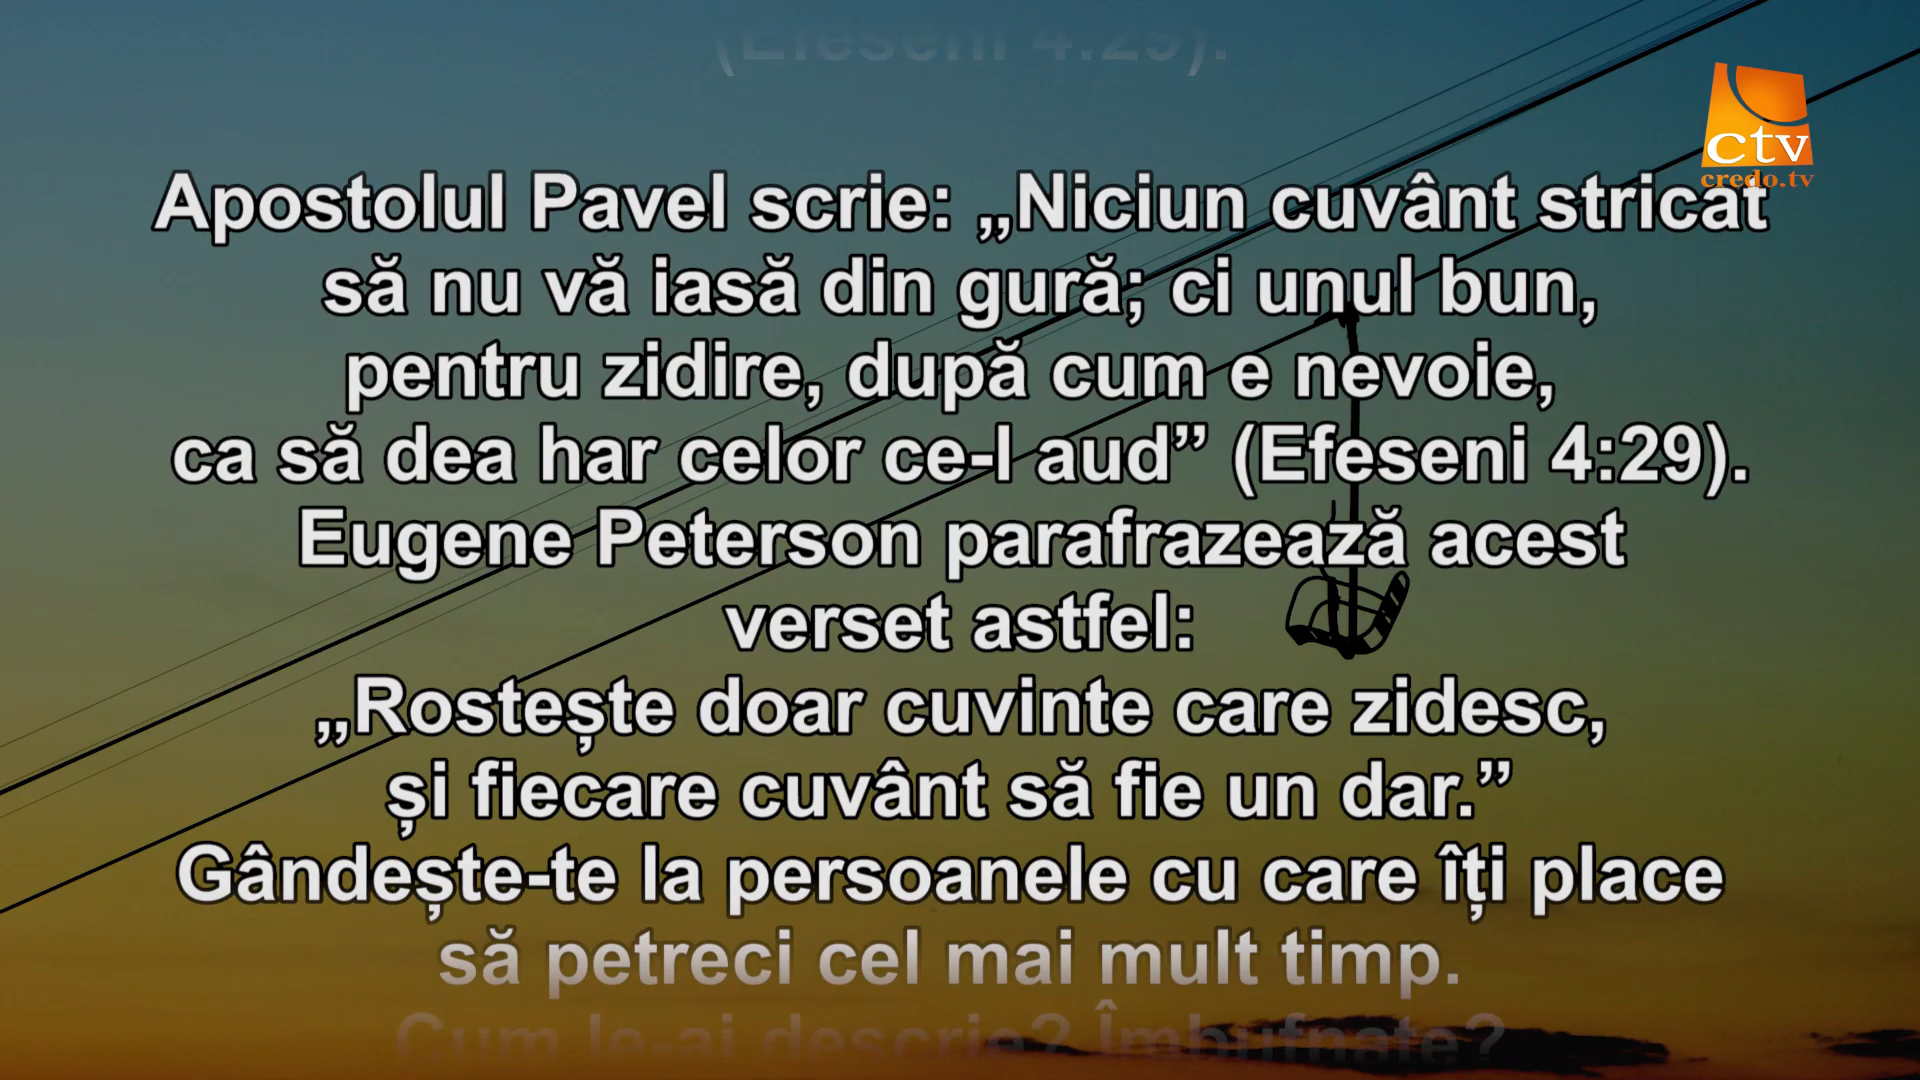 (Efeseni 4:29).
ctv
credo.tv
Apostolul Pavel scrie: „Niciun cuvânt stricat
să nu vă iasă din gură; ci unul bun,
pentru zidire, după cum e nevoie,
ca să dea har celor ce-l aud” (Efeseni 4:29).
Eugene Peterson parafrazează acest
verset astfel:
„Rostește doar cuvinte care zidesc,
și fiecare cuvânt să fie un dar.”
Gândește-te la persoanele cu care îți place
să petreci cel mai mult timp.
Cum le-ai descrie? Îmbufnate?